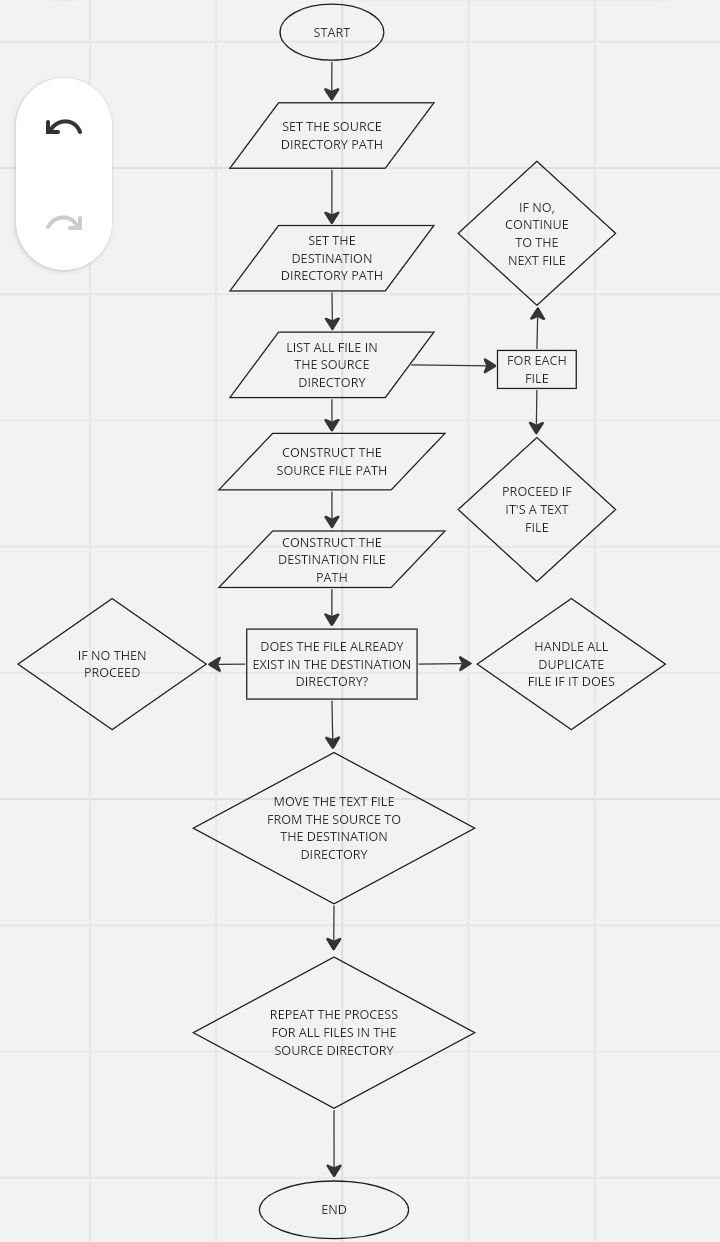 START
SET THE SOURCE
DIRECTORY PATH
SET THE
DESTINATION
DIRECTORY PATH
IF NO,
CONTINUE
TO THE
NEXT FILE
LIST ALL FILE IN
THE SOURCE
DIRECTORY
FOR EACH
FILE
PROCEED IF
IT'S A TEXT
FILE
CONSTRUCT THE
SOURCE FILE PATH
CONSTRUCT THE
DESTINATION FILE
PATH
DOES THE FILE ALREADY
EXIST IN THE DESTINATION
DIRECTORY?
IF NO THEN
PROCEED
HANDLE ALL
DUPLICATE
FILE IF IT DOES
MOVE THE TEXT FILE
FROM THE SOURCE TO
THE DESTINATION
DIRECTORY
REPEAT THE PROCESS
FOR ALL FILES IN THE
SOURCE DIRECTORY
END